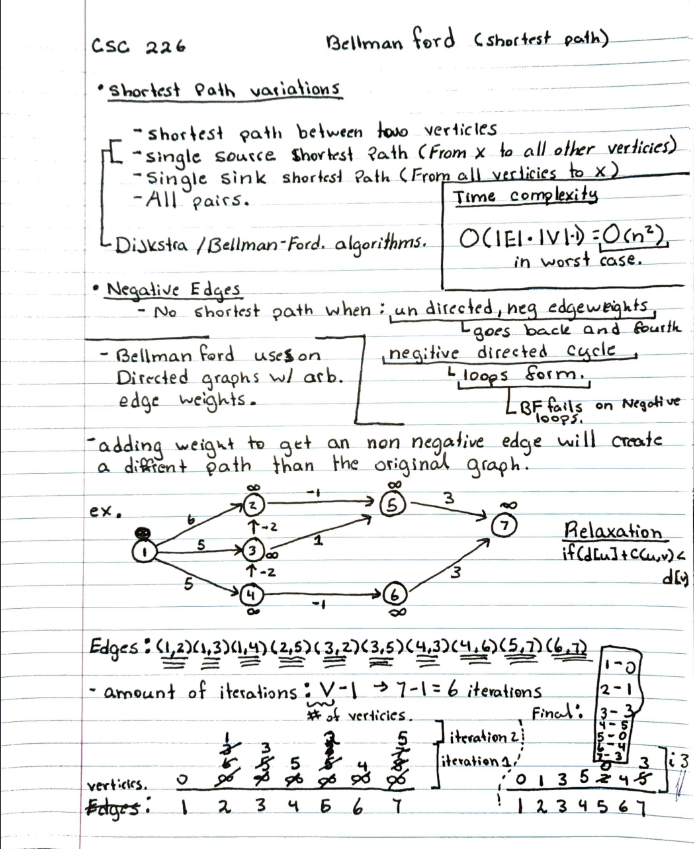 CSC 226
Bellman ford (shortest path)
• Shortest Path variations
- shortest path between two verticles
- single source shortest Path (From x to all other verticies)
- Single sink shortest Path (From all verticies to x)
- All pairs.
Diskstra / Bellman-Ford. algorithms.
Time complexity
O(|E|·|V|·1) = O(n²)
in worst case.
• Negative Edges
- No shortest path when : un directed, neg edgeweights,
goes back and fourth
negitive directed cycle
loops form.
BF fails on Negative
loops.
- Bellman ford uses on
Directed graphs w/ arb.
edge weights.
- adding weight to get an non negative edge will create
a diffrent path than the original graph.
ex.
∞ ∞
2 -1 5 3 ∞
6 ↑-2 7
1 5 3 ∞ 1
5 ↑-2 3
4 -1 6
∞ ∞
Relaxation
if(d[u]+c(u,v)<
d[v]
Edges: (1,2)(1,3)(1,4)(2,5)(3,2)(3,5)(4,3)(4,6)(5,7)(6,7)
- amount of iterations : V-1 → 7-1 = 6 iterations
# of verticies.
Final:
1-0
2-1
3-3
4-5
5-0
6-4
7-3
1 3 5
iteration 2
iteration 1
3 5 4
verticies. 0 ∞ ∞ ∞ ∞ ∞ ∞
Edges: 1 2 3 4 5 6 7
0 3
0 1 3 5 2 4 5
i 3
1 2 3 4 5 6 7